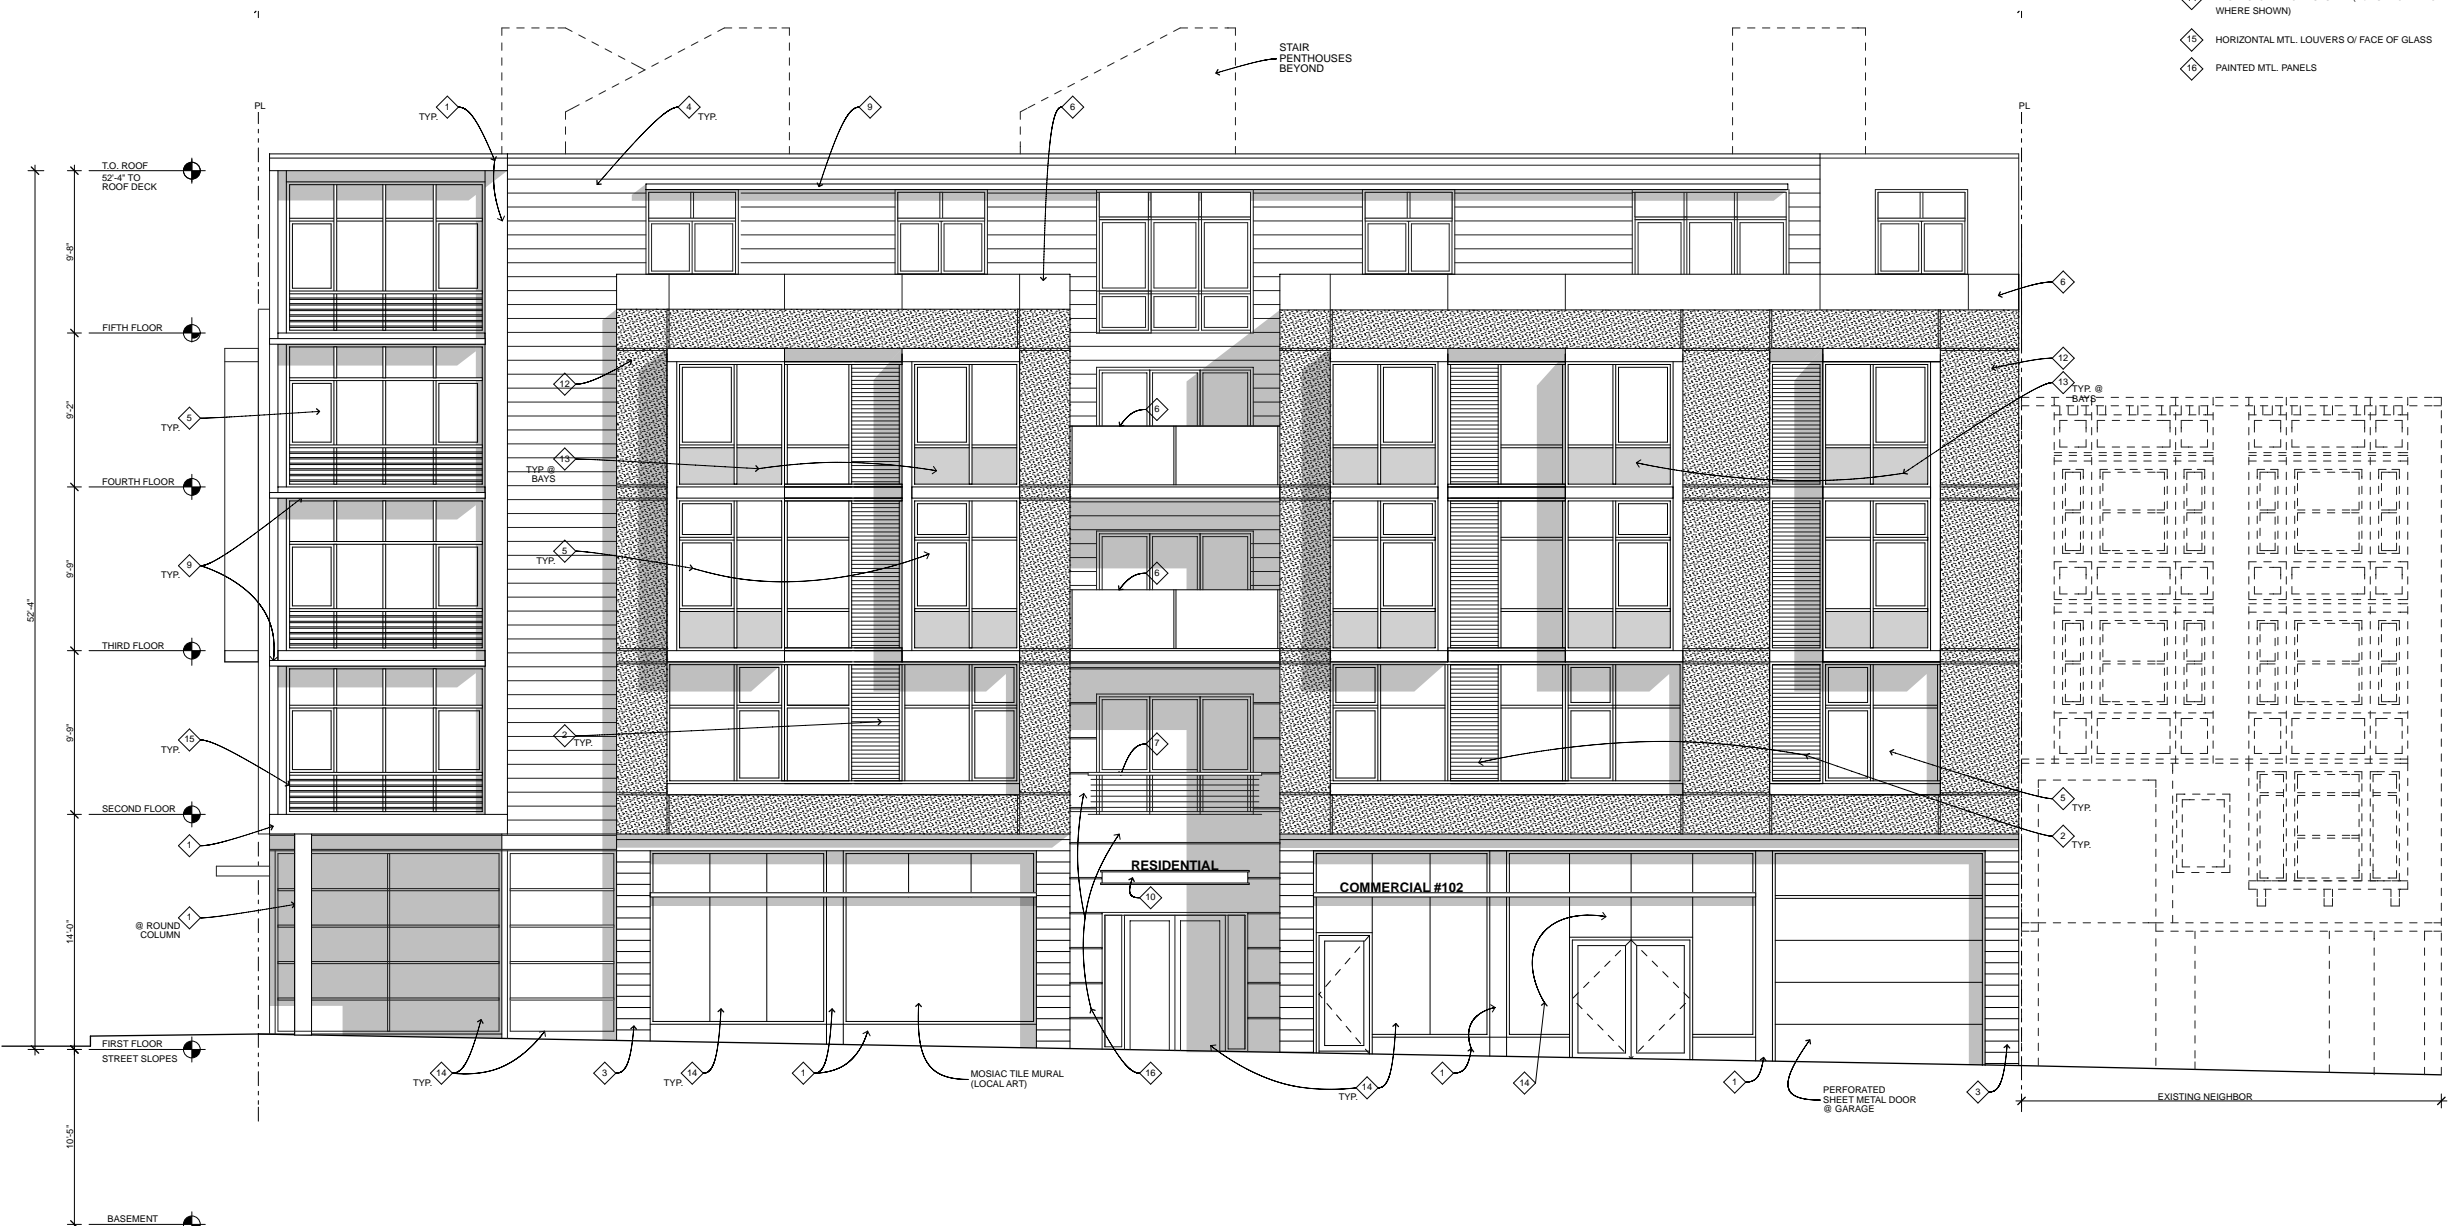 WHERE SHOWN)
15 HORIZONTAL MTL. LOUVERS O/ FACE OF GLASS
16 PAINTED MTL. PANELS
STAIR
PENTHOUSES
BEYOND
PL
PL
1
TYP.
4
TYP.
9
6
T.O. ROOF
52'-4" TO
ROOF DECK
9'-8"
6
FIFTH FLOOR
12
12
13
TYP. @
BAYS
9'-2"
5
TYP.
6
13
TYP @
BAYS
FOURTH FLOOR
9'-9"
5
TYP.
9
TYP.
6
52'-4"
THIRD FLOOR
9'-9"
15
TYP.
2
TYP.
7
5
TYP.
SECOND FLOOR
1
2
TYP.
RESIDENTIAL
COMMERCIAL #102
10
14'-0"
1
@ ROUND
COLUMN
FIRST FLOOR
STREET SLOPES
14
TYP.
3
14
TYP.
1
MOSIAC TILE MURAL
(LOCAL ART)
16
14
TYP.
1
14
1
PERFORATED
SHEET METAL DOOR
@ GARAGE
3
EXISTING NEIGHBOR
10'-5"
BASEMENT